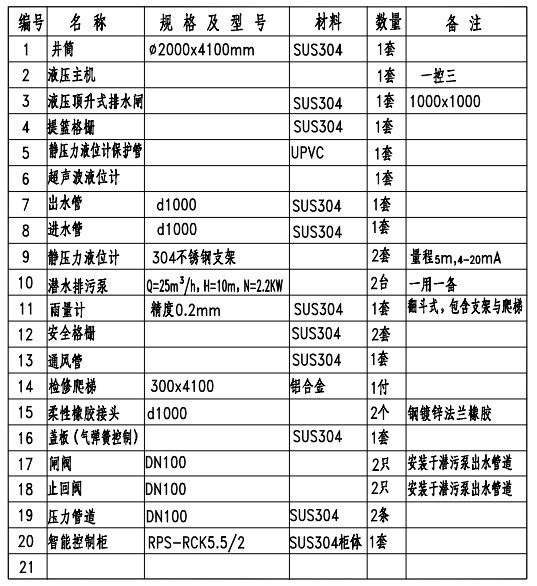 编号 名称 规格及型号 材料 数量 备注
1 井筒 ϕ2000x4100mm SUS304 1套
2 液压主机 1套 一控三
3 液压顶升式排水闸 SUS304 1套 1000x1000
4 提篮格栅 SUS304 1套
5 静压力液位计保护管 UPVC 1套
6 超声波液位计 1套
7 出水管 d1000 SUS304 1套
8 进水管 d1000 SUS304 1套
9 静压力液位计 304不锈钢支架 2套 量程5m,4-20mA
10 潜水排污泵 Q=25m³/h,H=10m,N=2.2KW 2台 一用一备
11 雨量计 精度0.2mm SUS304 1套 翻斗式,包含支架与爬梯
12 安全格栅 SUS304 2套
13 通风管 SUS304 1套
14 检修爬梯 300x4100 铝合金 1付
15 柔性橡胶接头 d1000 2个 钢镀锌法兰橡胶
16 盖板(气弹簧控制) SUS304 1套
17 闸阀 DN100 2只 安装于潜污泵出水管道
18 止回阀 DN100 2只 安装于潜污泵出水管道
19 压力管道 DN100 SUS304 2条
20 智能控制柜 RPS-RCK5.5/2 SUS304柜体 1套
21